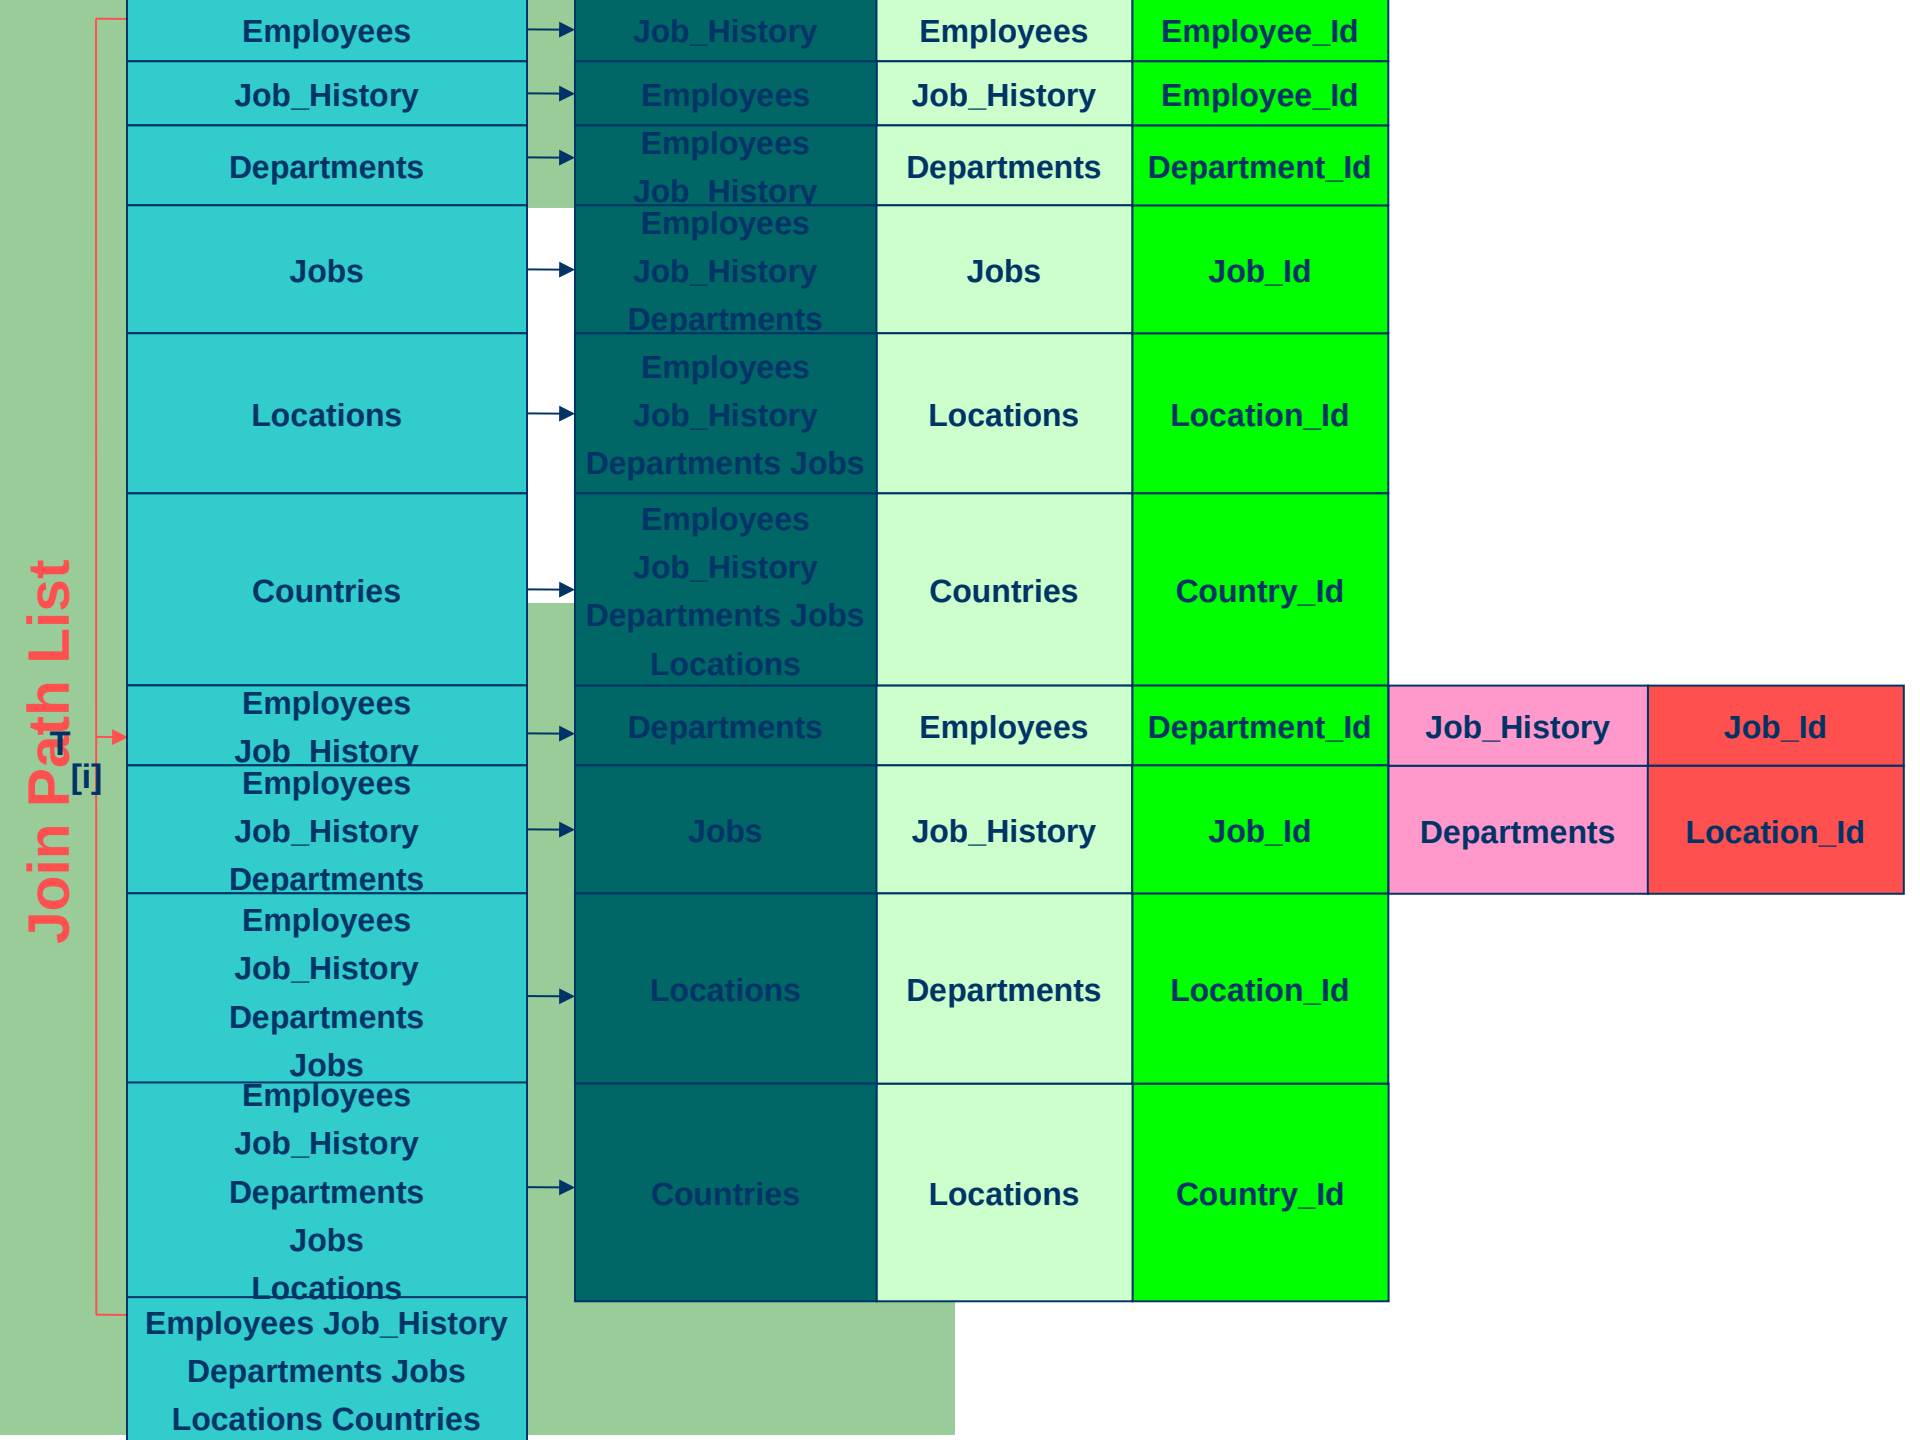 Join Path List
T
[i]
Employees
Job_History
Employees
Employee_Id
Job_History
Employees
Job_History
Employee_Id
Departments
Employees
Job_History
Departments
Department_Id
Jobs
Employees
Job_History
Departments
Jobs
Job_Id
Locations
Employees
Job_History
Departments Jobs
Locations
Location_Id
Countries
Employees
Job_History
Departments Jobs
Locations
Countries
Country_Id
Employees
Job_History
Departments
Employees
Department_Id
Job_History
Job_Id
Employees
Job_History
Departments
Jobs
Job_History
Job_Id
Departments
Location_Id
Employees
Job_History
Departments
Jobs
Locations
Departments
Location_Id
Employees
Job_History
Departments
Jobs
Locations
Countries
Locations
Country_Id
Employees Job_History
Departments Jobs
Locations Countries